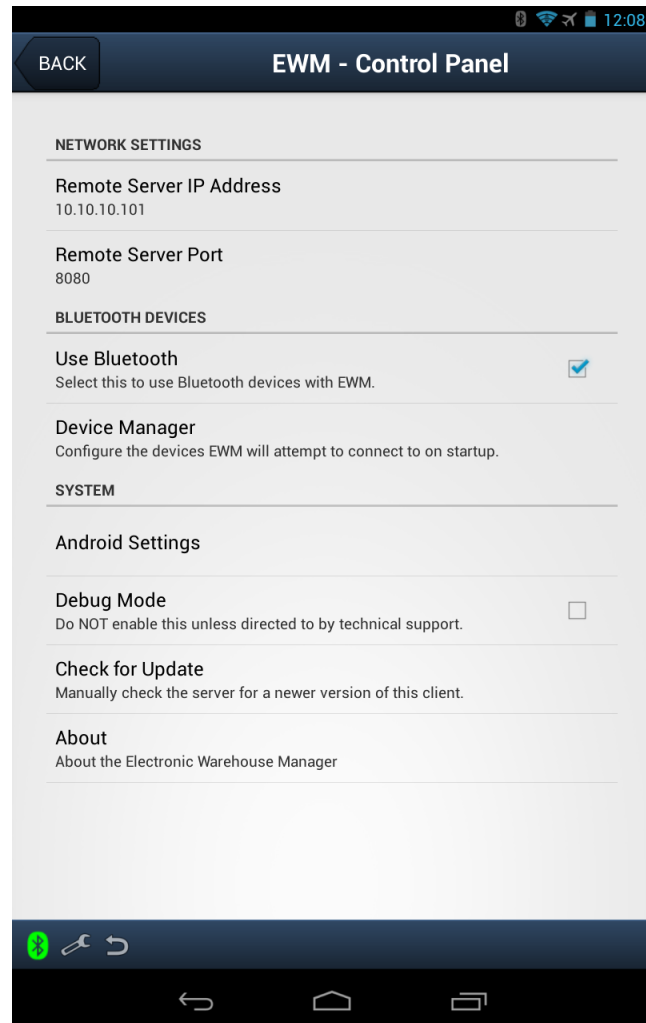 12:08
BACK
EWM - Control Panel
NETWORK SETTINGS
Remote Server IP Address
10.10.10.101
Remote Server Port
8080
BLUETOOTH DEVICES
Use Bluetooth
Select this to use Bluetooth devices with EWM.
Device Manager
Configure the devices EWM will attempt to connect to on startup.
SYSTEM
Android Settings
Debug Mode
Do NOT enable this unless directed to by technical support.
Check for Update
Manually check the server for a newer version of this client.
About
About the Electronic Warehouse Manager